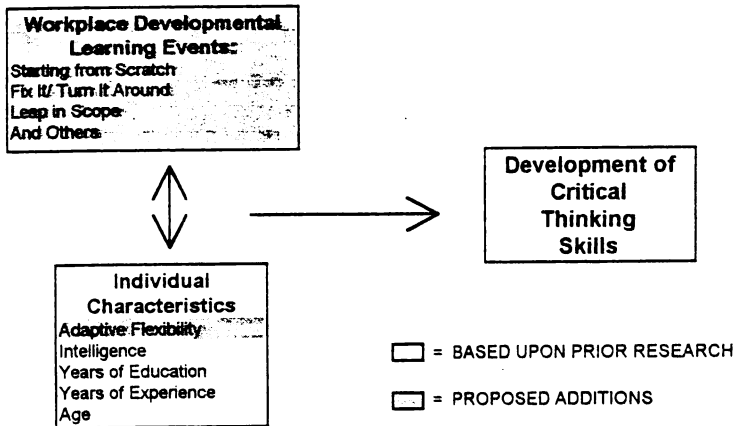 Workplace Developmental
Learning Events:
Starting from Scratch
Fix It/ Turn It Around
Leap in Scope
And Others
Development of
Critical
Thinking
Skills
Individual
Characteristics
Adaptive Flexibility
Intelligence
Years of Education
Years of Experience
Age
= BASED UPON PRIOR RESEARCH
= PROPOSED ADDITIONS